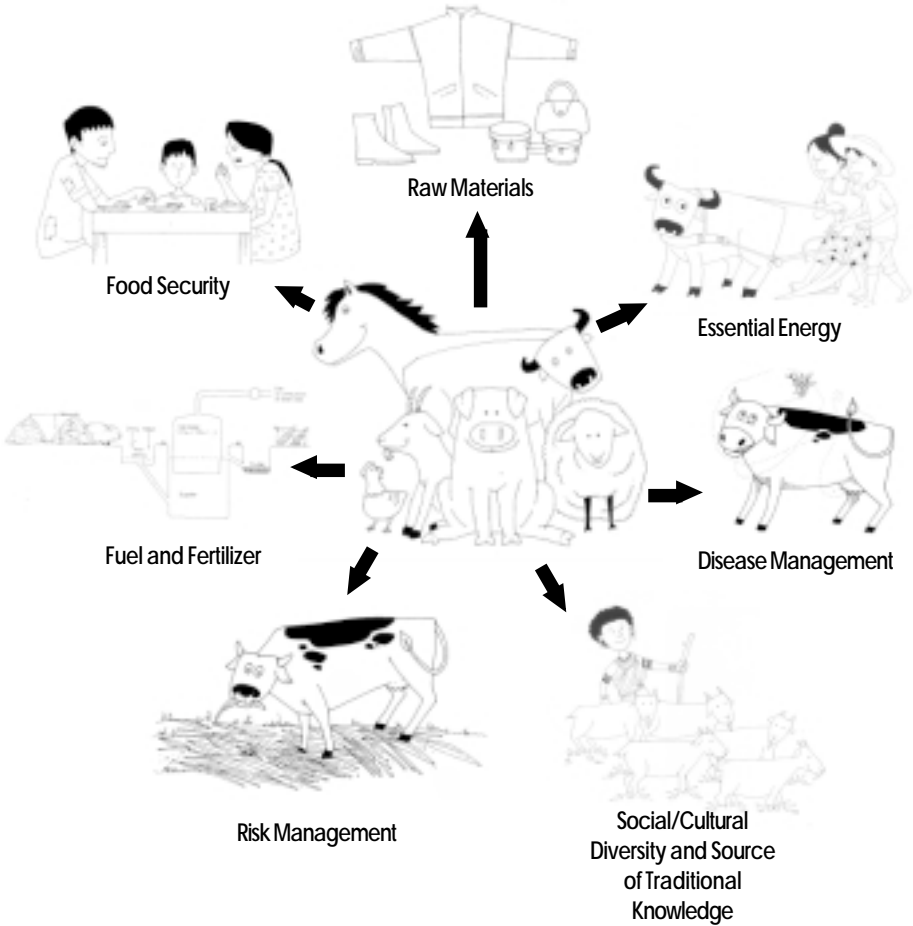 Raw Materials
Food Security
Essential Energy
Fuel and Fertilizer
Disease Management
Risk Management
Social/Cultural
Diversity and Source
of Traditional
Knowledge